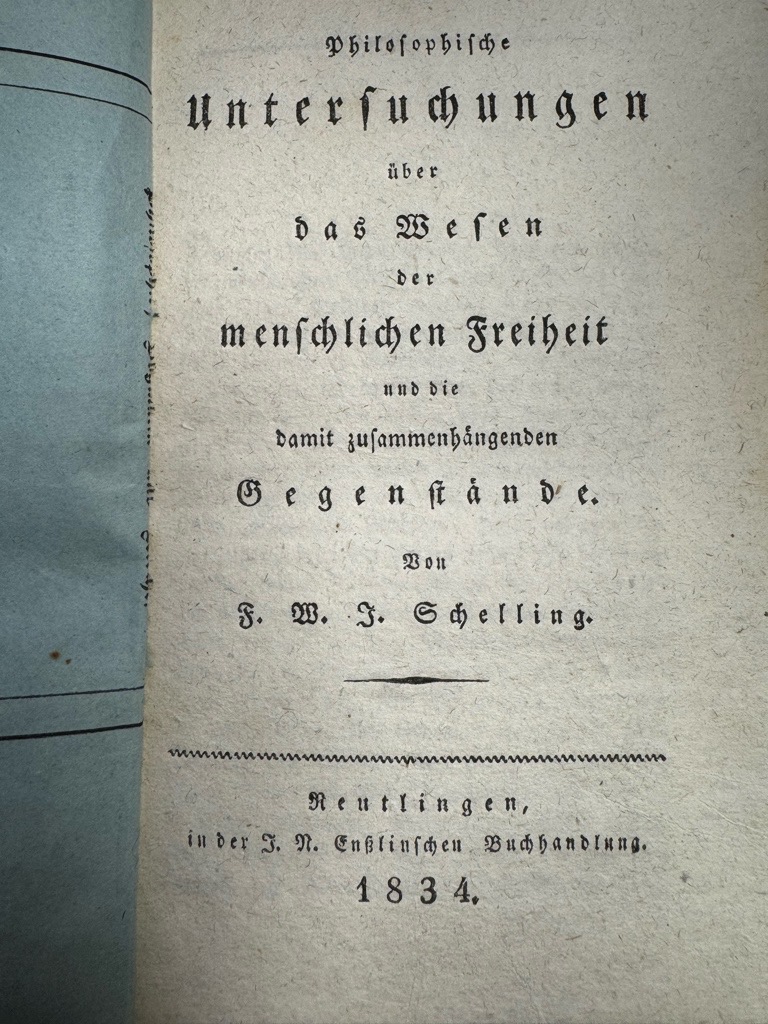 Philosophische
Untersuchungen
über
das Wesen
der
menschlichen Freiheit
und die
damit zusammenhängenden
Gegenstände.
Von
F. W. J. Schelling.
Reutlingen,
in der J. N. Enßlinschen Buchhandlung.
1834.